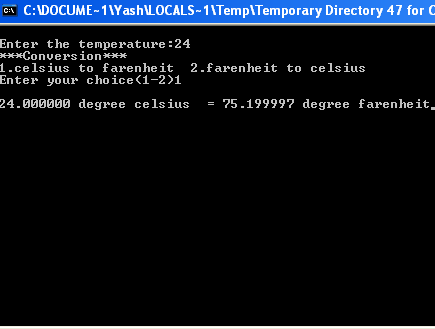 C:\DOCUME~1\Yash\LOCALS~1\Temp\Temporary Directory 47 for C
Enter the temperature:24
***Conversion***
1.celsius to farenheit  2.farenheit to celsius
Enter your choice(1-2)1
24.000000 degree celsius  = 75.199997 degree farenheit_